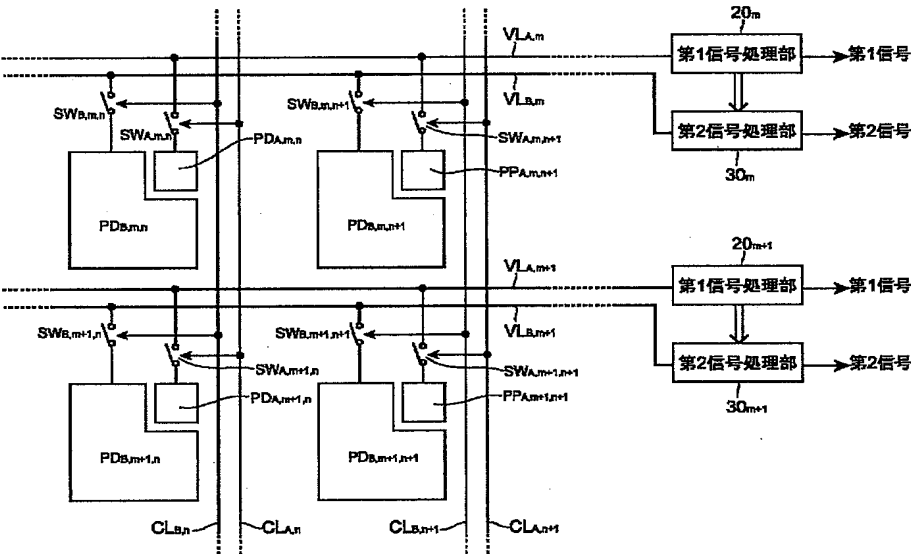 20m
VLA,m
第1信号処理部
第1信号
SWB,m,n
SWB,m,n+1
VLB,m
SWA,m,n
PDA,m,n
SWA,m,n+1
第2信号処理部
第2信号
PPA,m,n+1
30m
PDB,m,n
PDB,m,n+1
20m+1
VLA,m+1
第1信号処理部
第1信号
SWB,m+1,n
SWB,m+1,n+1
VLB,m+1
SWA,m+1,n
SWA,m+1,n+1
第2信号処理部
第2信号
PDA,m+1,n
PPA,m+1,n+1
30m+1
PDB,m+1,n
PDB,m+1,n+1
CLB,n
CLA,n
CLB,n+1
CLA,n+1